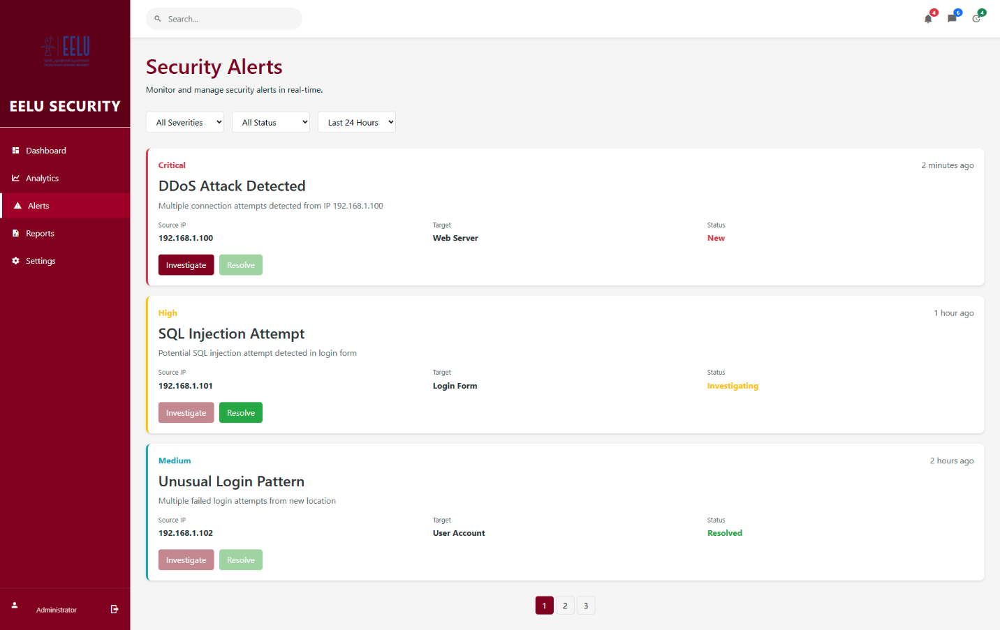 EELU
EELU SECURITY
Dashboard
Analytics
Alerts
Reports
Settings
Administrator
Search...
4
6
4
Security Alerts
Monitor and manage security alerts in real-time.
All Severities
All Status
Last 24 Hours
Critical
2 minutes ago
DDoS Attack Detected
Multiple connection attempts detected from IP 192.168.1.100
Source IP
Target
Status
192.168.1.100
Web Server
New
Investigate
Resolve
High
1 hour ago
SQL Injection Attempt
Potential SQL injection attempt detected in login form
Source IP
Target
Status
192.168.1.101
Login Form
Investigating
Investigate
Resolve
Medium
2 hours ago
Unusual Login Pattern
Multiple failed login attempts from new location
Source IP
Target
Status
192.168.1.102
User Account
Resolved
Investigate
Resolve
1
2
3